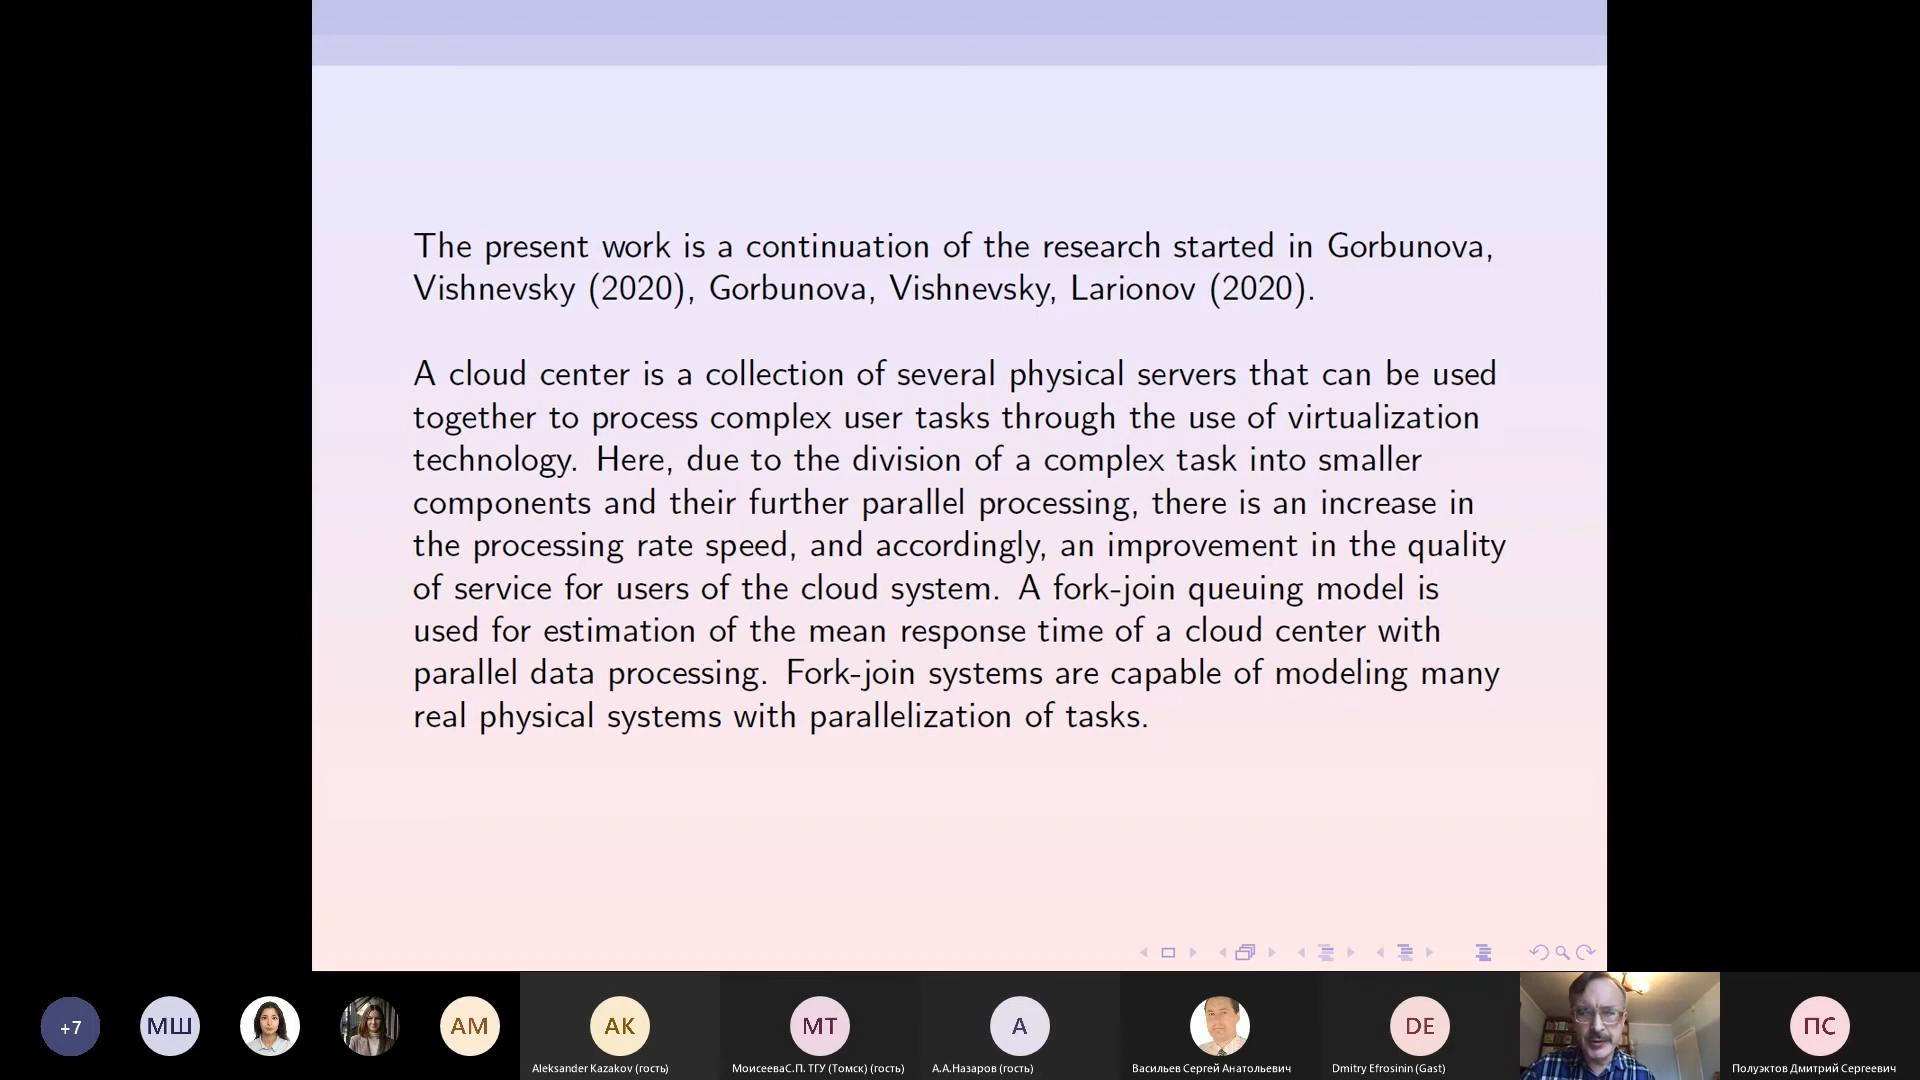 The present work is a continuation of the research started in Gorbunova,
Vishnevsky (2020), Gorbunova, Vishnevsky, Larionov (2020).
A cloud center is a collection of several physical servers that can be used
together to process complex user tasks through the use of virtualization
technology. Here, due to the division of a complex task into smaller
components and their further parallel processing, there is an increase in
the processing rate speed, and accordingly, an improvement in the quality
of service for users of the cloud system. A fork-join queuing model is
used for estimation of the mean response time of a cloud center with
parallel data processing. Fork-join systems are capable of modeling many
real physical systems with parallelization of tasks.
+7
МШ
AM
AK
МТ
А
DE
ПС
Aleksander Kazakov (гость)
МоисееваС.П. ТГУ (Томск) (гость)
А.А.Назаров (гость)
Васильев Сергей Анатольевич
Dmitry Efrosinin (Gast)
Полуэктов Дмитрий Сергеевич